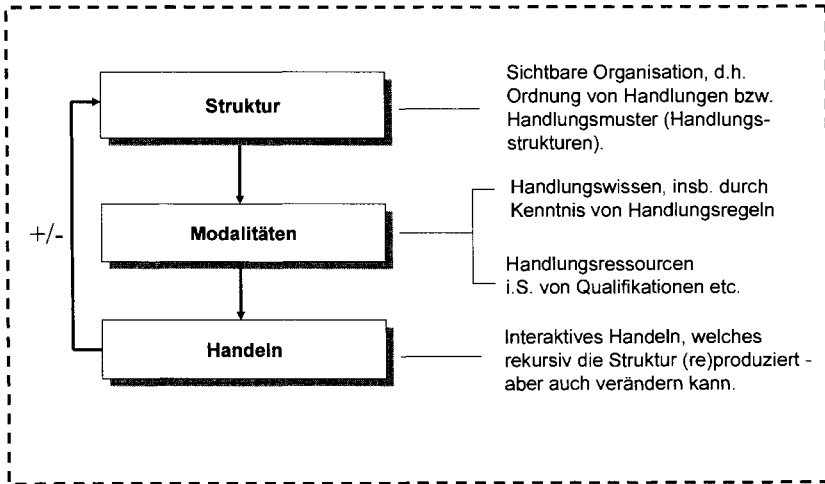 Struktur
Sichtbare Organisation, d.h.
Ordnung von Handlungen bzw.
Handlungsmuster (Handlungs-
strukturen).
+/-
Modalitäten
Handlungswissen, insb. durch
Kenntnis von Handlungsregeln
Handlungsressourcen
i.S. von Qualifikationen etc.
Handeln
Interaktives Handeln, welches
rekursiv die Struktur (re)produziert -
aber auch verändern kann.